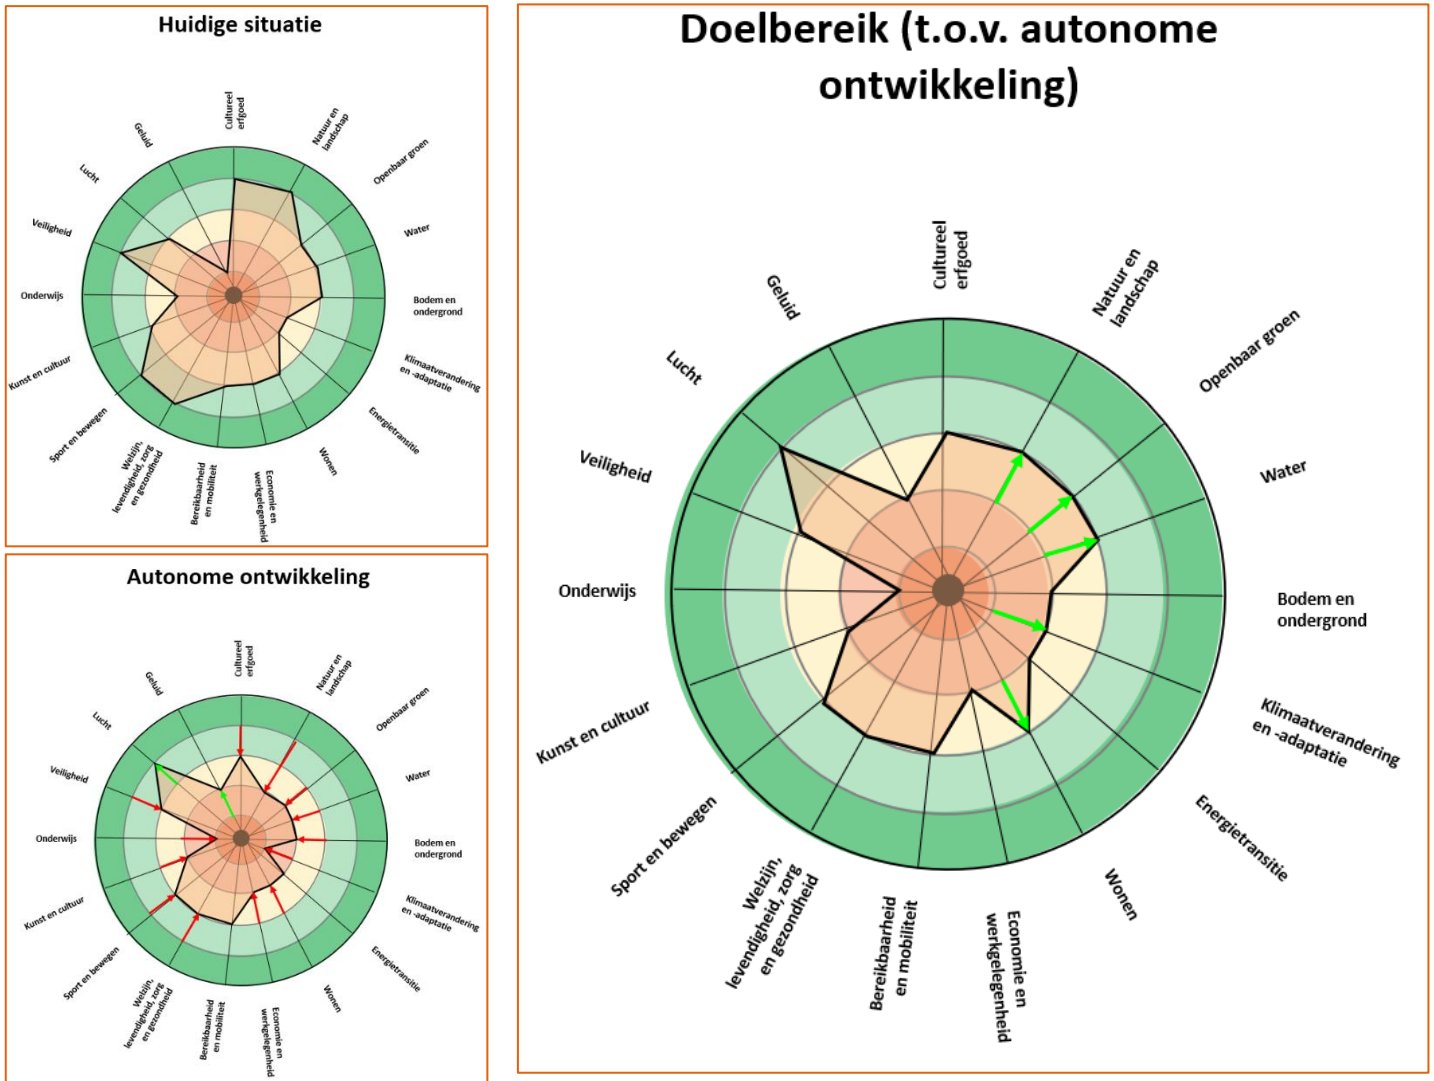 Huidige situatie
Cultureel
erfgoed
Natuur en
landschap
Openbaar groen
Water
Bodem en
ondergrond
Klimaatverandering
en -adaptatie
Energietransitie
Wonen
Economie en
werkgelegenheid
Bereikbaarheid
en mobiliteit
Welzijn,
levendigheid, zorg
en gezondheid
Sport en bewegen
Kunst en cultuur
Onderwijs
Veiligheid
Lucht
Geluid
Autonome ontwikkeling
Cultureel
erfgoed
Natuur en
landschap
Openbaar groen
Water
Bodem en
ondergrond
Klimaatverandering
en -adaptatie
Energietransitie
Wonen
Economie en
werkgelegenheid
Bereikbaarheid
en mobiliteit
Welzijn,
levendigheid, zorg
en gezondheid
Sport en bewegen
Kunst en cultuur
Onderwijs
Veiligheid
Lucht
Geluid
Doelbereik (t.o.v. autonome
ontwikkeling)
Cultureel
erfgoed
Natuur en
landschap
Openbaar groen
Water
Bodem en
ondergrond
Klimaatverandering
en -adaptatie
Energietransitie
Wonen
Economie en
werkgelegenheid
Bereikbaarheid
en mobiliteit
Welzijn,
levendigheid, zorg
en gezondheid
Sport en bewegen
Kunst en cultuur
Onderwijs
Veiligheid
Lucht
Geluid